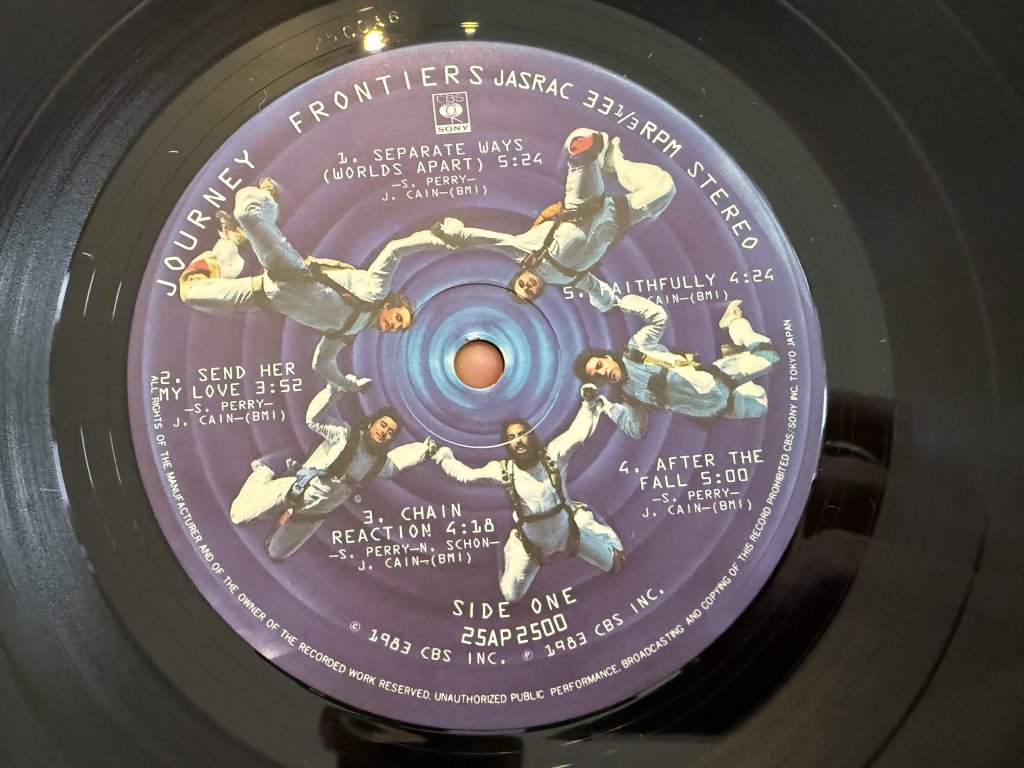 JOURNEY FRONTIERS JASRAC 33 1/3 RPM STEREO
CBS
SONY
1. SEPARATE WAYS
(WORLDS APART) 5:24
—S. PERRY—
J. CAIN—(BMI)
2. SEND HER
MY LOVE 3:52
—S. PERRY—
J. CAIN—(BMI)
3. CHAIN
REACTION 4:18
—S. PERRY—N. SCHON—
J. CAIN—(BMI)
4. AFTER THE
FALL 5:00
—S. PERRY—
J. CAIN—(BMI)
5. FAITHFULLY 4:24
CAIN—(BMI)
SIDE ONE
25AP2500
© 1983 CBS INC. ℗ 1983 CBS INC.
ALL RIGHTS OF THE MANUFACTURER AND OF THE OWNER OF THE RECORDED WORK RESERVED. UNAUTHORIZED PUBLIC PERFORMANCE, BROADCASTING AND COPYING OF THIS RECORD PROHIBITED CBS/SONY INC. TOKYO JAPAN